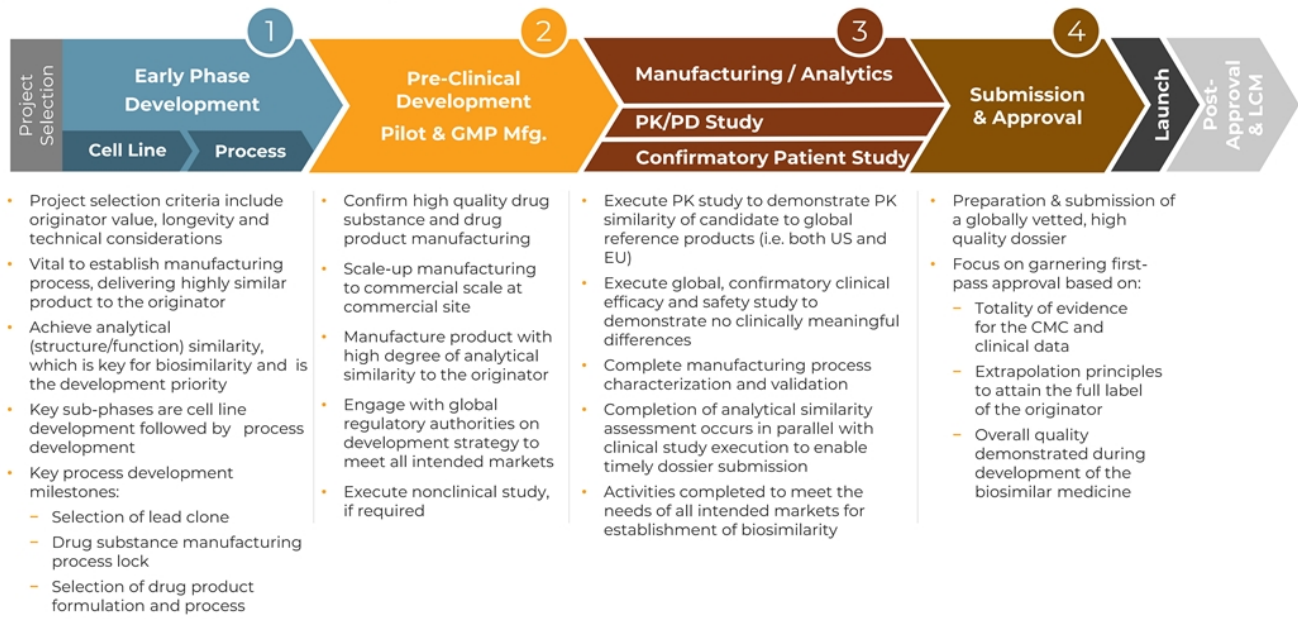 Project
Selection
1
Early Phase
Development
Cell Line
Process
2
Pre-Clinical
Development
Pilot & GMP Mfg.
3
Manufacturing / Analytics
PK/PD Study
Confirmatory Patient Study
4
Submission
& Approval
Launch
Post-
Approval
& LCM
• Project selection criteria include
originator value, longevity and
technical considerations
• Vital to establish manufacturing
process, delivering highly similar
product to the originator
• Achieve analytical
(structure/function) similarity,
which is key for biosimilarity and is
the development priority
• Key sub-phases are cell line
development followed by process
development
• Key process development
milestones:
– Selection of lead clone
– Drug substance manufacturing
process lock
– Selection of drug product
formulation and process
• Confirm high quality drug
substance and drug
product manufacturing
• Scale-up manufacturing
to commercial scale at
commercial site
• Manufacture product with
high degree of analytical
similarity to the originator
• Engage with global
regulatory authorities on
development strategy to
meet all intended markets
• Execute nonclinical study,
if required
• Execute PK study to demonstrate PK
similarity of candidate to global
reference products (i.e. both US and
EU)
• Execute global, confirmatory clinical
efficacy and safety study to
demonstrate no clinically meaningful
differences
• Complete manufacturing process
characterization and validation
• Completion of analytical similarity
assessment occurs in parallel with
clinical study execution to enable
timely dossier submission
• Activities completed to meet the
needs of all intended markets for
establishment of biosimilarity
• Preparation & submission of
a globally vetted, high
quality dossier
• Focus on garnering first-
pass approval based on:
– Totality of evidence
for the CMC and
clinical data
– Extrapolation principles
to attain the full label
of the originator
– Overall quality
demonstrated during
development of the
biosimilar medicine